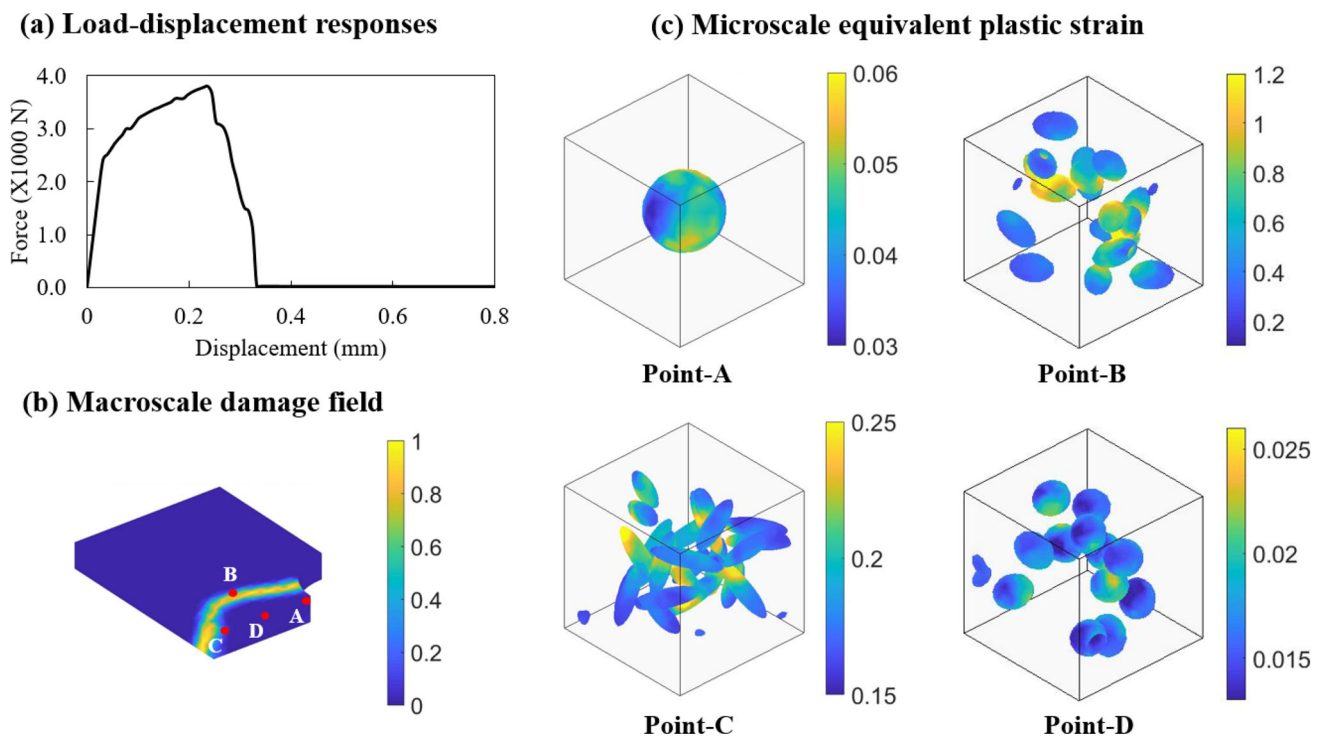 (a) Load-displacement responses
4.0
3.0
2.0
1.0
0.0
Force (X1000 N)
0 0.2 0.4 0.6 0.8
Displacement (mm)
(b) Macroscale damage field
1
0.8
0.6
0.4
0.2
0
B
A
D
C
(c) Microscale equivalent plastic strain
0.06
0.05
0.04
0.03
Point-A
1.2
1
0.8
0.6
0.4
0.2
Point-B
0.25
0.2
0.15
Point-C
0.025
0.02
0.015
Point-D